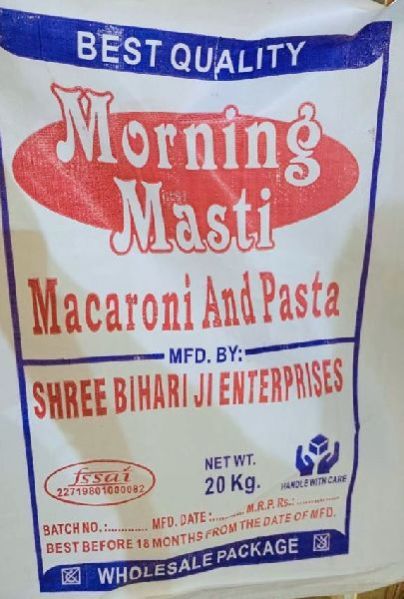 BEST QUALITY
Morning
Masti
Macaroni And Pasta
MFD. BY:
SHREE BIHARI JI ENTERPRISES
fssai
22719801000082
NET WT.
20 Kg.
HANDLE WITH CARE
BATCH NO.:........... MFD. DATE:........... M.R.P. Rs.:...........
BEST BEFORE 18 MONTHS FROM THE DATE OF MFD.
WHOLESALE PACKAGE